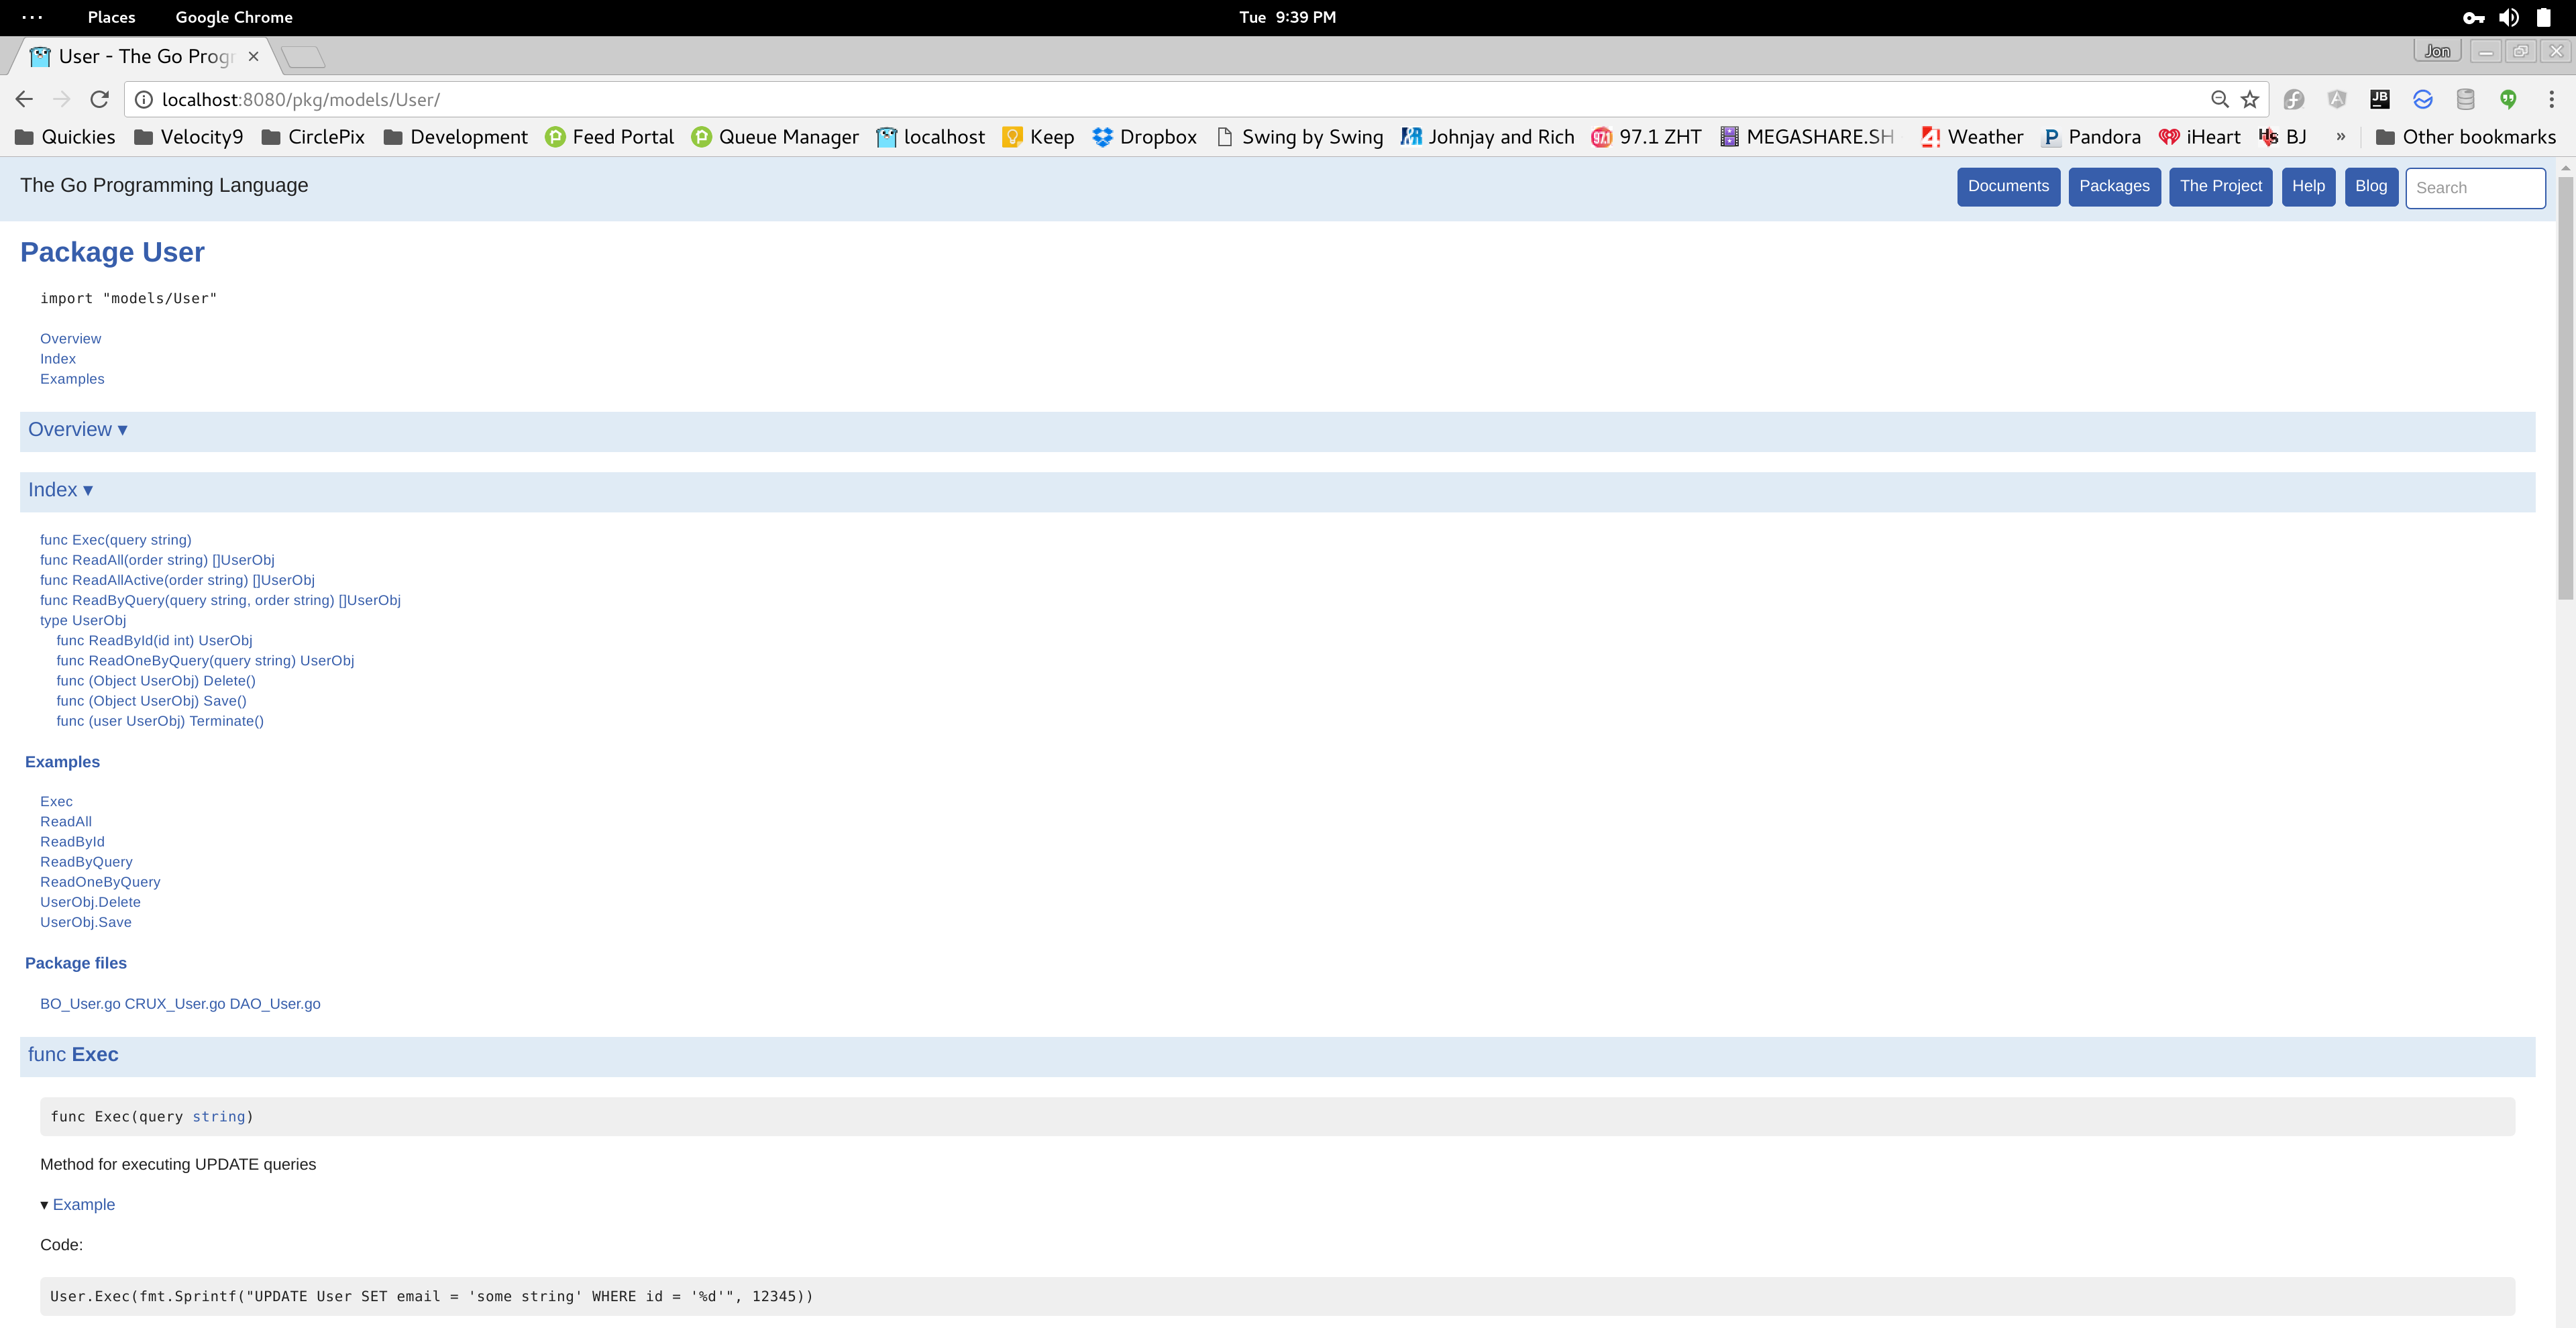 ... Places Google Chrome Tue 9:39 PM
User - The Go Progr Jon
localhost:8080/pkg/models/User/ JB
Quickies Velocity9 CirclePix Development Feed Portal Queue Manager localhost Keep Dropbox Swing by Swing Johnjay and Rich 97.1 ZHT MEGASHARE.SH Weather Pandora iHeart BJ » Other bookmarks
The Go Programming Language Documents Packages The Project Help Blog Search
Package User
import "models/User"
Overview
Index
Examples
Overview ▾
Index ▾
func Exec(query string)
func ReadAll(order string) []UserObj
func ReadAllActive(order string) []UserObj
func ReadByQuery(query string, order string) []UserObj
type UserObj
func ReadById(id int) UserObj
func ReadOneByQuery(query string) UserObj
func (Object UserObj) Delete()
func (Object UserObj) Save()
func (user UserObj) Terminate()
Examples
Exec
ReadAll
ReadById
ReadByQuery
ReadOneByQuery
UserObj.Delete
UserObj.Save
Package files
BO_User.go CRUX_User.go DAO_User.go
func Exec
func Exec(query string)
Method for executing UPDATE queries
▾ Example
Code:
User.Exec(fmt.Sprintf("UPDATE User SET email = 'some string' WHERE id = '%d'", 12345))